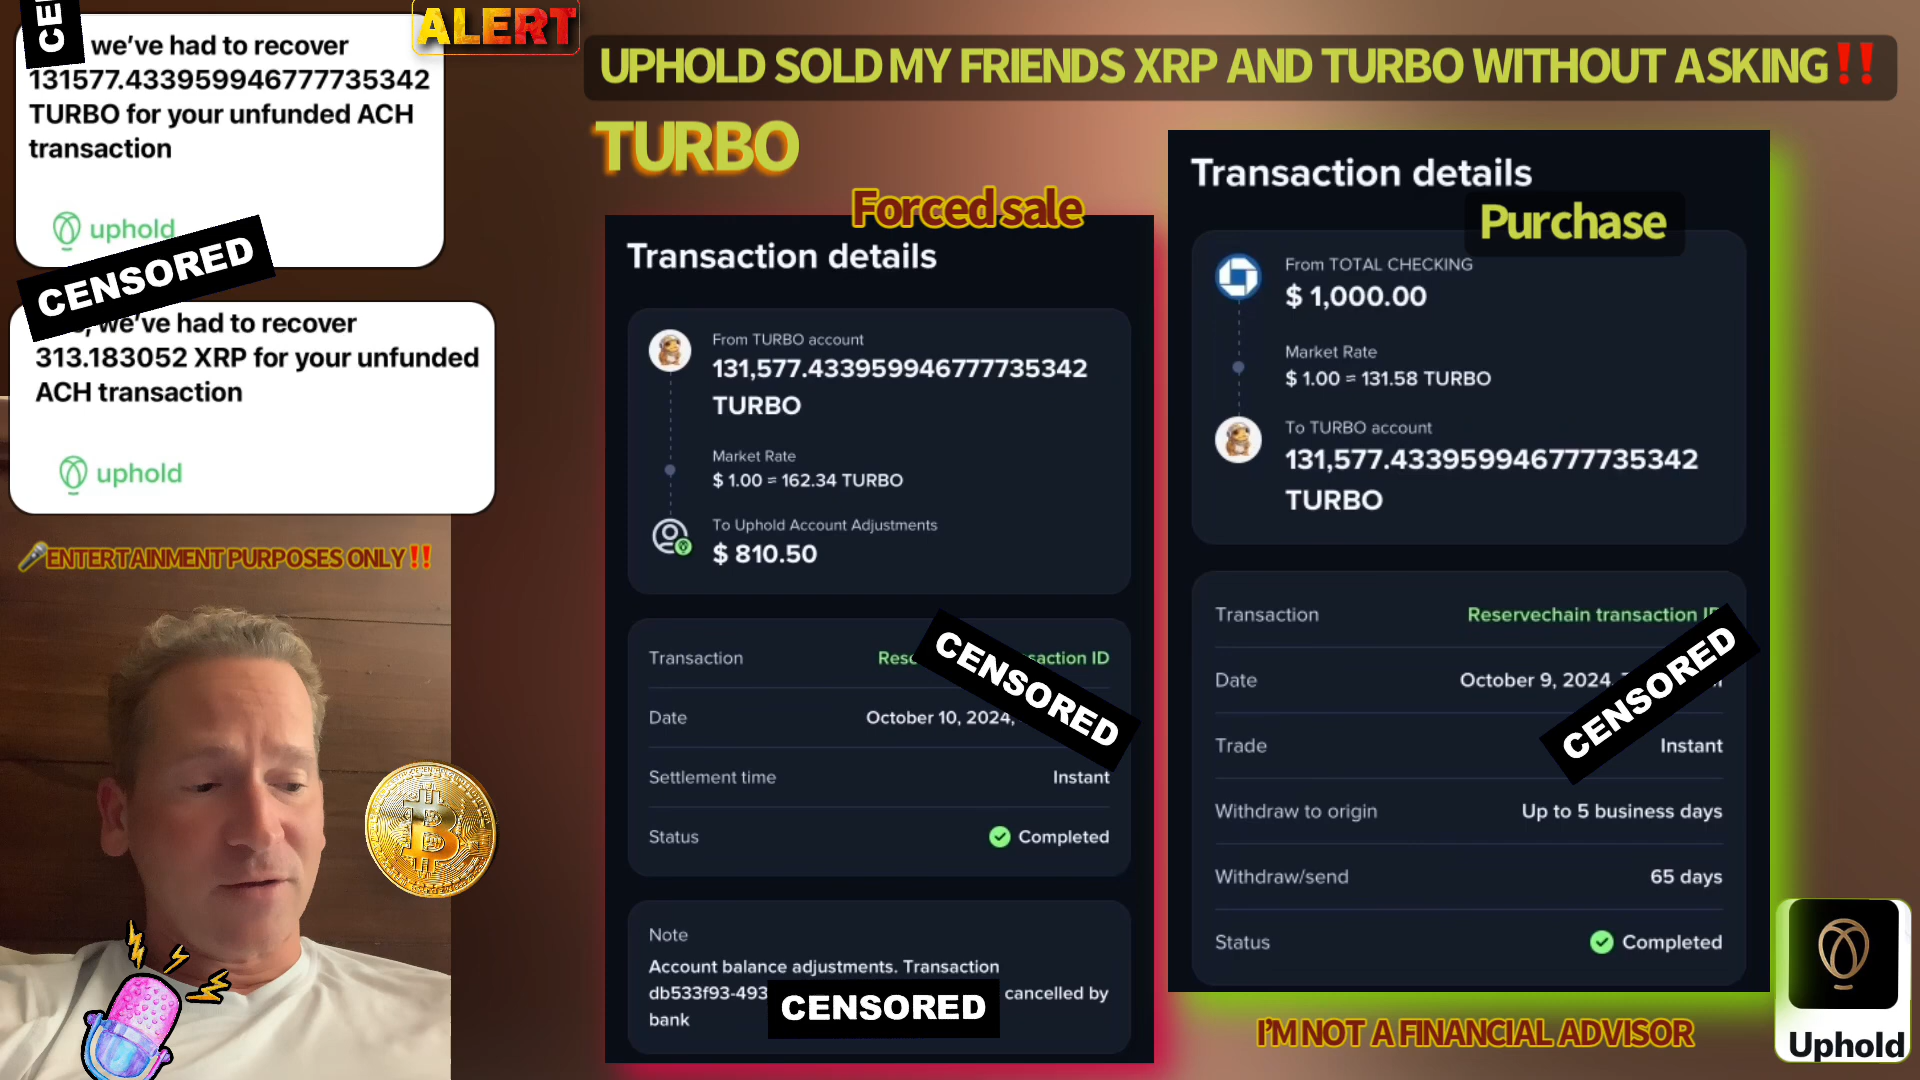 CE
we've had to recover
131577.433959946777735342
TURBO for your unfunded ACH
transaction
uphold
CENSORED
we've had to recover
313.183052 XRP for your unfunded
ACH transaction
uphold
ENTERTAINMENT PURPOSES ONLY‼
ALERT
UPHOLD SOLD MY FRIENDS XRP AND TURBO WITHOUT ASKING‼
TURBO
Forced sale
Transaction details
From TURBO account
131,577.433959946777735342
TURBO
Market Rate
$ 1.00 = 162.34 TURBO
To Uphold Account Adjustments
$ 810.50
Transaction
saction ID
CENSORED
Date
October 10, 2024,
Settlement time
Instant
Status
Completed
Note
Account balance adjustments. Transaction
db533f93-493
CENSORED
cancelled by
bank
Transaction details
Purchase
From TOTAL CHECKING
$ 1,000.00
Market Rate
$ 1.00 = 131.58 TURBO
To TURBO account
131,577.433959946777735342
TURBO
Transaction
Reservechain transaction
Date
October 9, 2024,
CENSORED
Trade
Instant
Withdraw to origin
Up to 5 business days
Withdraw/send
65 days
Status
Completed
I'M NOT A FINANCIAL ADVISOR
Uphold